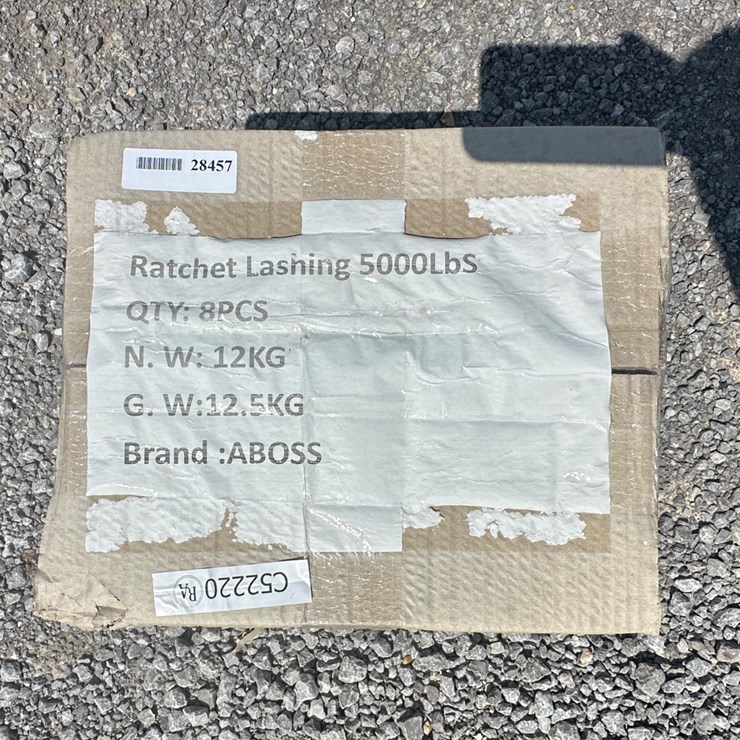 28457
Ratchet Lashing 5000LbS
QTY: 8PCS
N. W: 12KG
G. W:12.5KG
Brand :ABOSS
C52220 RA